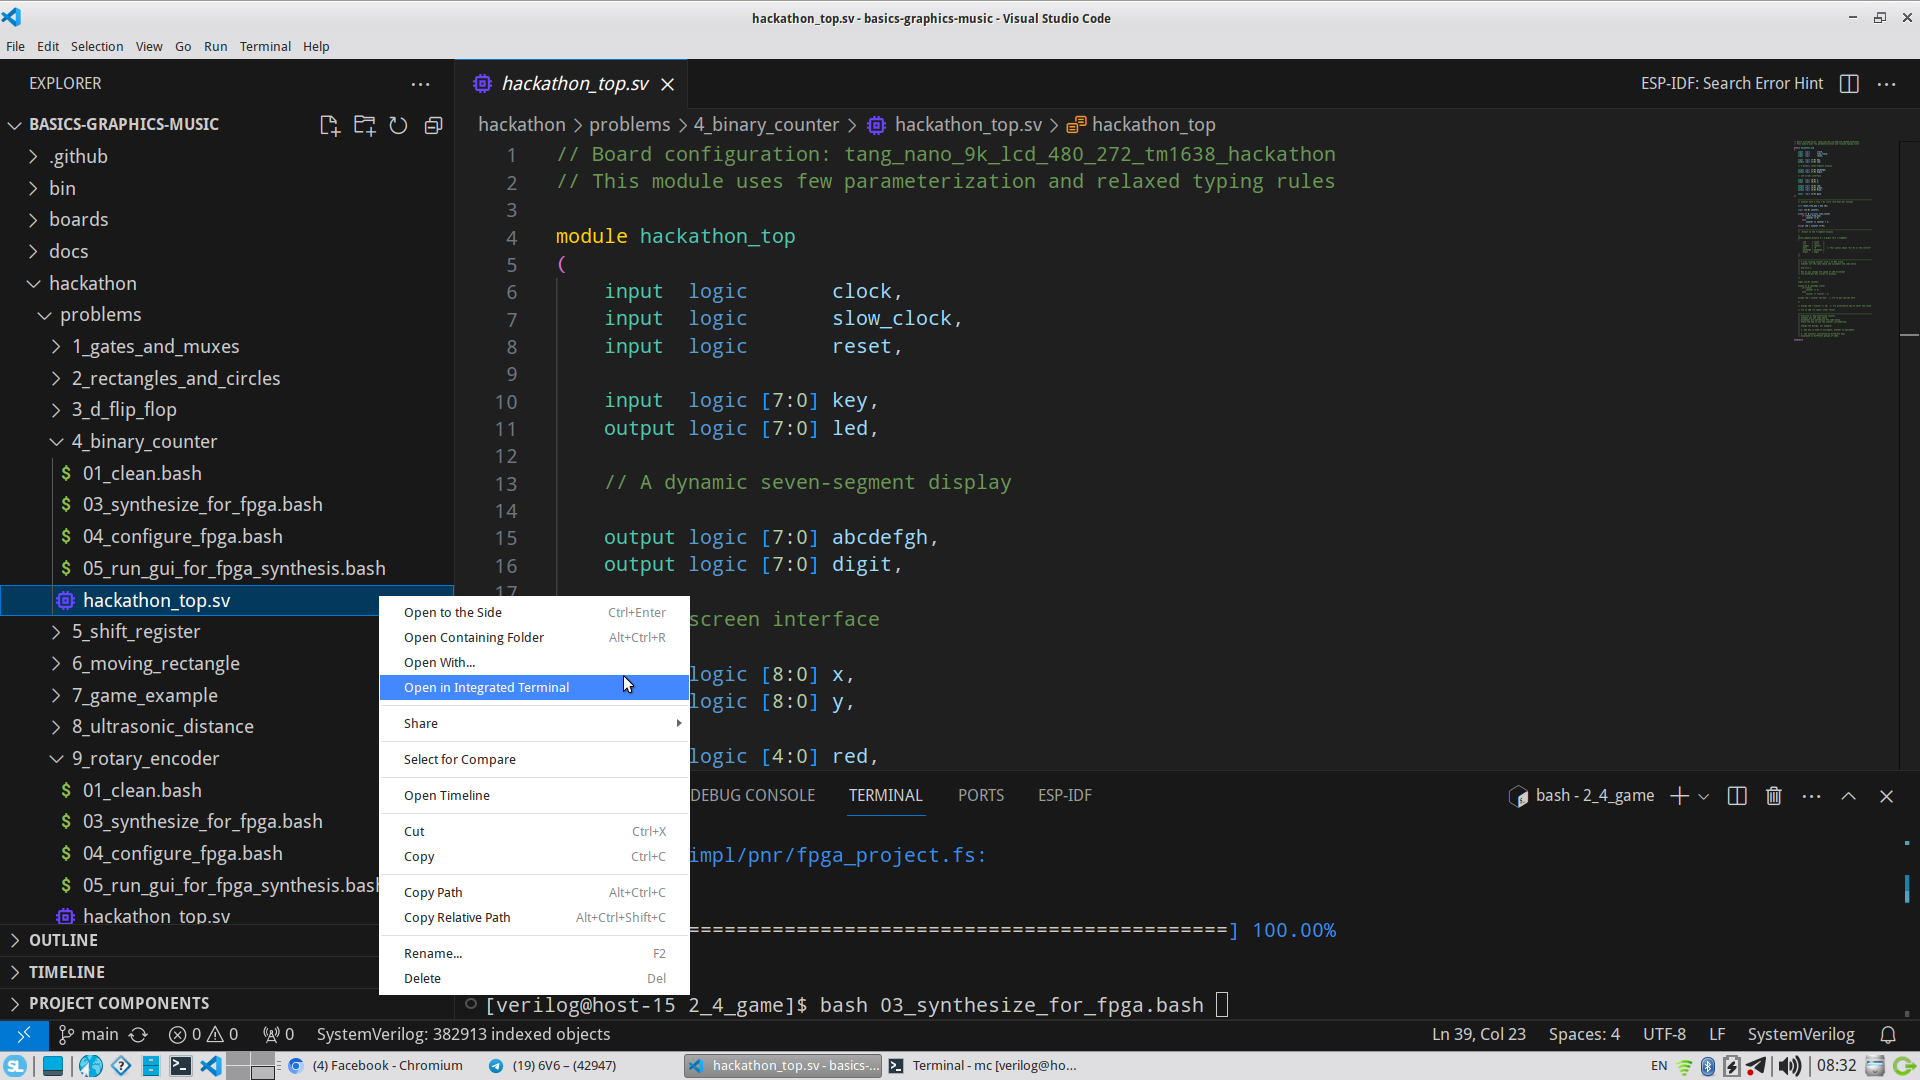 hackathon_top.sv - basics-graphics-music - Visual Studio Code
File Edit Selection View Go Run Terminal Help
EXPLORER
BASICS-GRAPHICS-MUSIC
.github
bin
boards
docs
hackathon
problems
1_gates_and_muxes
2_rectangles_and_circles
3_d_flip_flop
4_binary_counter
$ 01_clean.bash
$ 03_synthesize_for_fpga.bash
$ 04_configure_fpga.bash
$ 05_run_gui_for_fpga_synthesis.bash
hackathon_top.sv
5_shift_register
6_moving_rectangle
7_game_example
8_ultrasonic_distance
9_rotary_encoder
$ 01_clean.bash
$ 03_synthesize_for_fpga.bash
$ 04_configure_fpga.bash
$ 05_run_gui_for_fpga_synthesis.bash
hackathon_top.sv
OUTLINE
TIMELINE
PROJECT COMPONENTS
hackathon_top.sv
ESP-IDF: Search Error Hint
hackathon > problems > 4_binary_counter > hackathon_top.sv > hackathon_top
1 // Board configuration: tang_nano_9k_lcd_480_272_tm1638_hackathon
2 // This module uses few parameterization and relaxed typing rules
3
4 module hackathon_top
5 (
6 input logic clock,
7 input logic slow_clock,
8 input logic reset,
9
10 input logic [7:0] key,
11 output logic [7:0] led,
12
13 // A dynamic seven-segment display
14
15 output logic [7:0] abcdefgh,
16 output logic [7:0] digit,
17
screen interface
logic [8:0] x,
logic [8:0] y,
logic [4:0] red,
Open to the Side Ctrl+Enter
Open Containing Folder Alt+Ctrl+R
Open With...
Open in Integrated Terminal
Share
Select for Compare
Open Timeline
Cut Ctrl+X
Copy Ctrl+C
Copy Path Alt+Ctrl+C
Copy Relative Path Alt+Ctrl+Shift+C
Rename... F2
Delete Del
DEBUG CONSOLE TERMINAL PORTS ESP-IDF
bash - 2_4_game
impl/pnr/fpga_project.fs:
=============================================] 100.00%
[verilog@host-15 2_4_game]$ bash 03_synthesize_for_fpga.bash
main 0 0 0 SystemVerilog: 382913 indexed objects
Ln 39, Col 23 Spaces: 4 UTF-8 LF SystemVerilog
(4) Facebook - Chromium
(19) 6V6 – (42947)
hackathon_top.sv - basics-...
Terminal - mc [verilog@ho...
EN 08:32